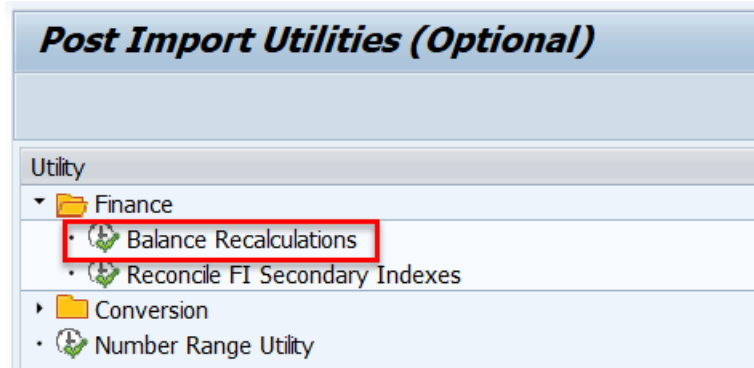 Post Import Utilities (Optional)
Utility
Finance
Balance Recalculations
Reconcile FI Secondary Indexes
Conversion
Number Range Utility